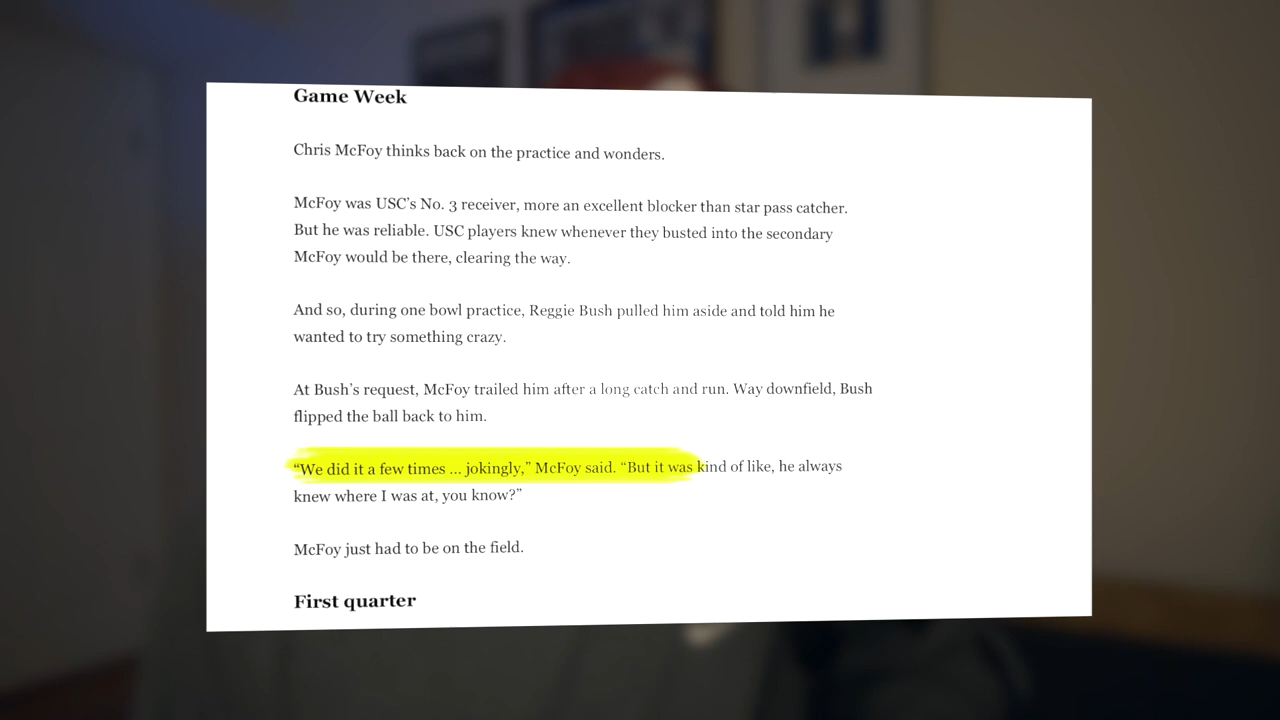 Game Week
Chris McFoy thinks back on the practice and wonders.
McFoy was USC’s No. 3 receiver, more an excellent blocker than star pass catcher.
But he was reliable. USC players knew whenever they busted into the secondary
McFoy would be there, clearing the way.
And so, during one bowl practice, Reggie Bush pulled him aside and told him he
wanted to try something crazy.
At Bush’s request, McFoy trailed him after a long catch and run. Way downfield, Bush
flipped the ball back to him.
“We did it a few times ... jokingly,” McFoy said. “But it was kind of like, he always
knew where I was at, you know?”
McFoy just had to be on the field.
First quarter